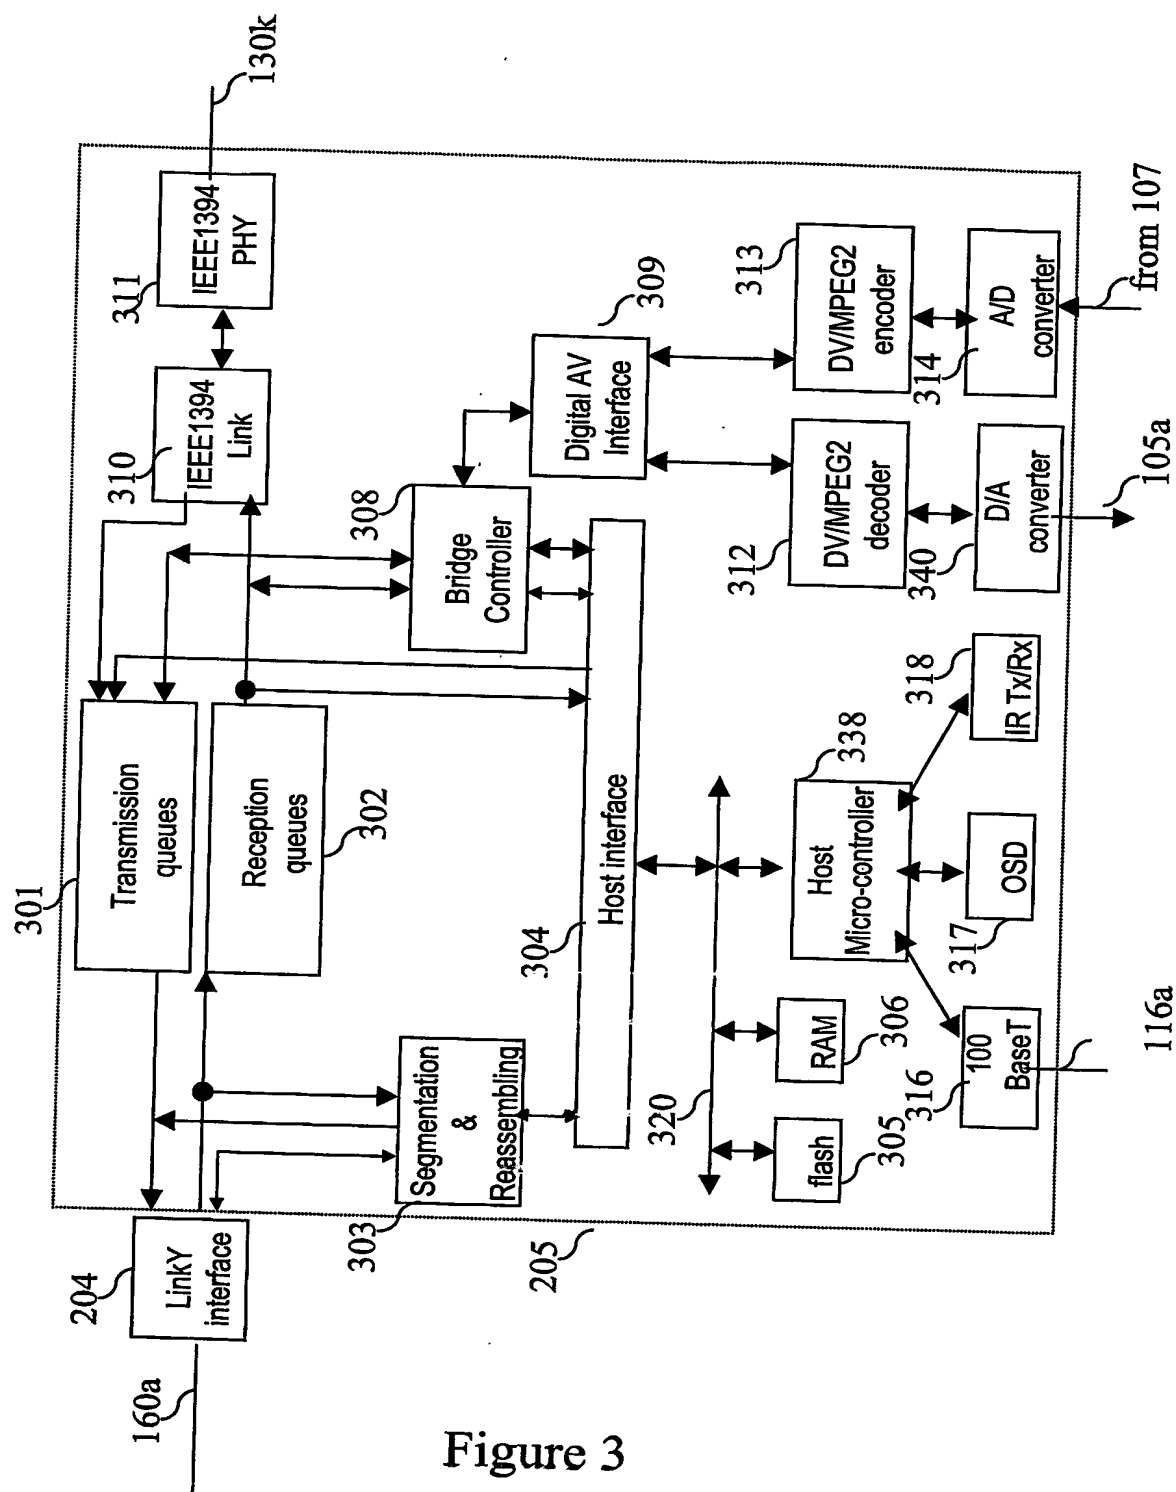 160a
204
LinkY
interface
301
Transmission
queues
Reception
queues
302
310
IEEE1394
Link
311
IEEE1394
PHY
130k
303
Segmentation
&
Reassembling
308
Bridge
Controller
Digital AV
Interface
309
205
304
Host interface
320
flash
305
RAM
306
Host
Micro-controller
338
312
DV/MPEG2
decoder
DV/MPEG2
encoder
313
316
100
BaseT
317
OSD
IR Tx/Rx
318
340
D/A
converter
314
A/D
converter
116a
105a
from 107
Figure 3